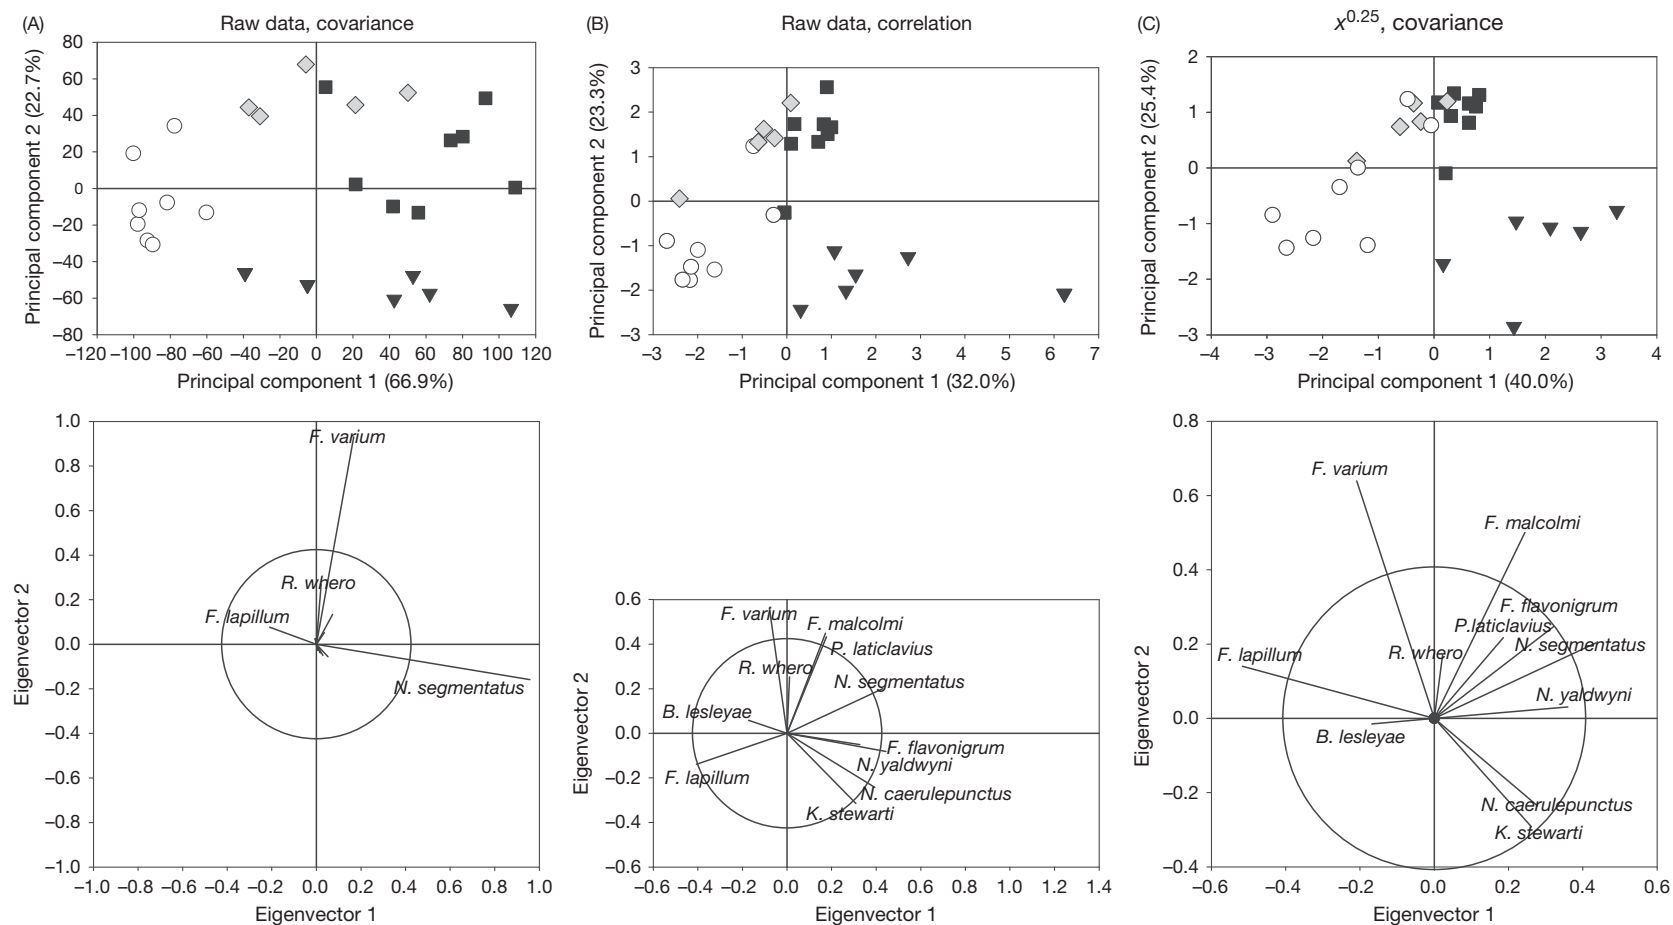 (A) Raw data, covariance
80
60
40
20
0
–20
–40
–60
–80
–120 –100 –80 –60 –40 –20 0 20 40 60 80 100 120
Principal component 2 (22.7%)
Principal component 1 (66.9%)
(B) Raw data, correlation
3
2
1
0
–1
–2
–3
–3 –2 –1 0 1 2 3 4 5 6 7
Principal component 2 (23.3%)
Principal component 1 (32.0%)
(C) x0.25, covariance
2
1
0
–1
–2
–3
–4 –3 –2 –1 0 1 2 3 4
Principal component 2 (25.4%)
Principal component 1 (40.0%)
1.0
0.8
0.6
0.4
0.2
0.0
–0.2
–0.4
–0.6
–0.8
–1.0
–1.0 –0.8 –0.6 –0.4 –0.2 0.0 0.2 0.4 0.6 0.8 1.0
Eigenvector 2
Eigenvector 1
F. varium
R. whero
F. lapillum
N. segmentatus
0.6
0.4
0.2
0.0
–0.2
–0.4
–0.6
–0.6 –0.4 –0.2 0.0 0.2 0.4 0.6 0.8 1.0 1.2 1.4
Eigenvector 2
Eigenvector 1
F. varium
F. malcolmi
P. laticlavius
R. whero
N. segmentatus
B. lesleyae
F. flavonigrum
N. yaldwyni
F. lapillum
N. caerulepunctus
K. stewarti
0.8
0.6
0.4
0.2
0.0
–0.2
–0.4
–0.6 –0.4 –0.2 0.0 0.2 0.4 0.6
Eigenvector 2
Eigenvector 1
F. varium
F. malcolmi
F. flavonigrum
P.laticlavius
N. segmentatus
R. whero
F. lapillum
N. yaldwyni
B. lesleyae
N. caerulepunctus
K. stewarti